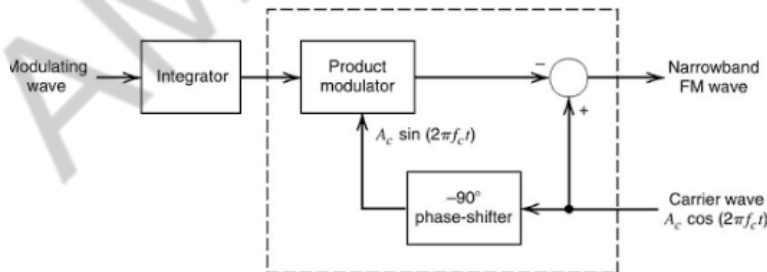 Modulating
wave
Integrator
Product
modulator
−
Narrowband
FM wave
+
A_c sin (2πf_ct)
−90°
phase-shifter
Carrier wave
A_c cos (2πf_ct)